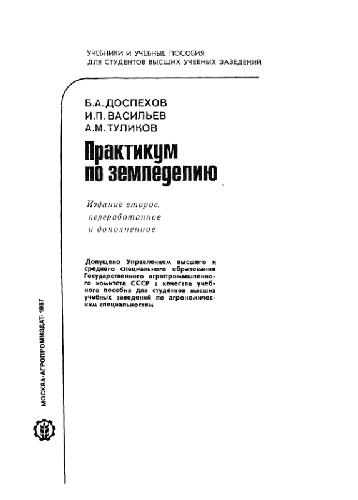 УЧЕБНИКИ И УЧЕБНЫЕ ПОСОБИЯ
ДЛЯ СТУДЕНТОВ ВЫСШИХ УЧЕБНЫХ ЗАВЕДЕНИЙ
Б.А.ДОСПЕХОВ
И.П.ВАСИЛЬЕВ
А.М.ТУЛИКОВ
Практикум
по земледелию
Издание второе,
переработанное
и дополненное
Допущено Управлением высшего и
среднего специального образования
Государственного агропромышленно-
го комитета СССР в качестве учеб-
ного пособия для студентов высших
учебных заведений по агрономичес-
ким специальностям
МОСКВА·АГРОПРОМИЗДАТ·1987